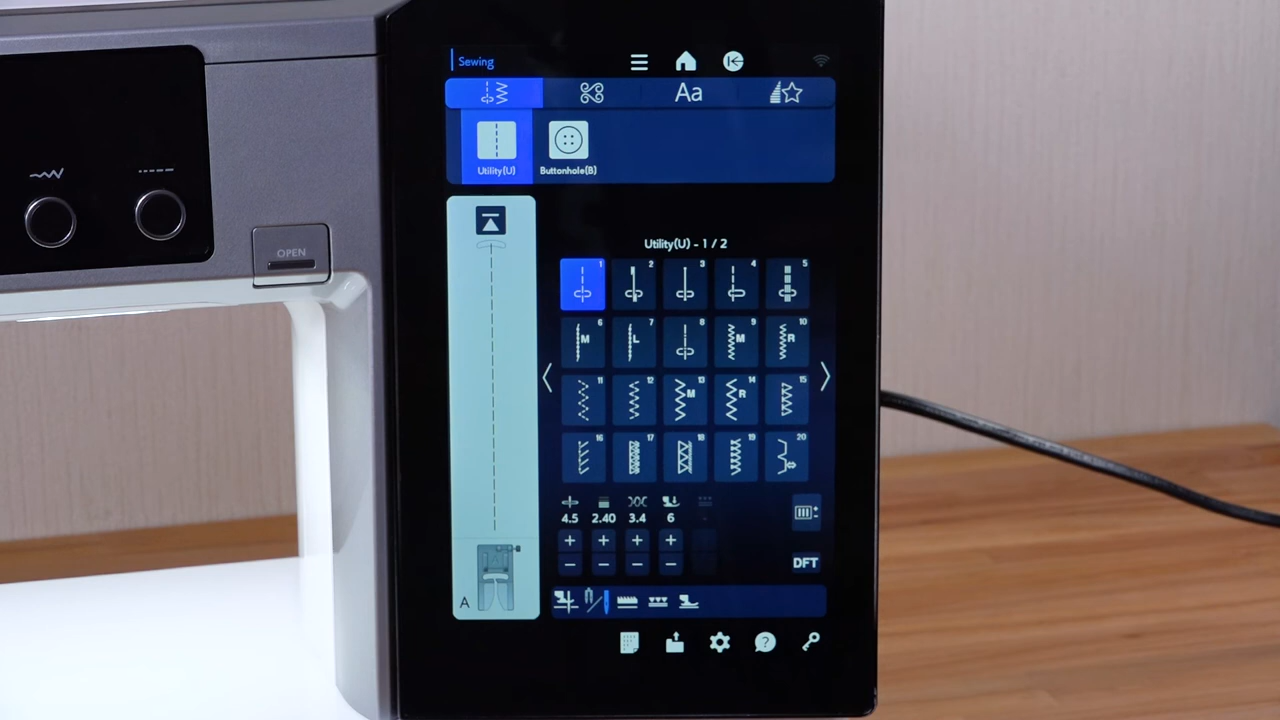 Sewing
Aa
Utility(U) Buttonhole(B)
OPEN
Utility(U) - 1 / 2
1 2 3 4 5
M 6 L 7 8 M 9 R 10
11 12 M 13 R 14 15
16 17 18 19 20
4.5 2.40 3.4 6
+ + + +
− − − −
DFT
A
?